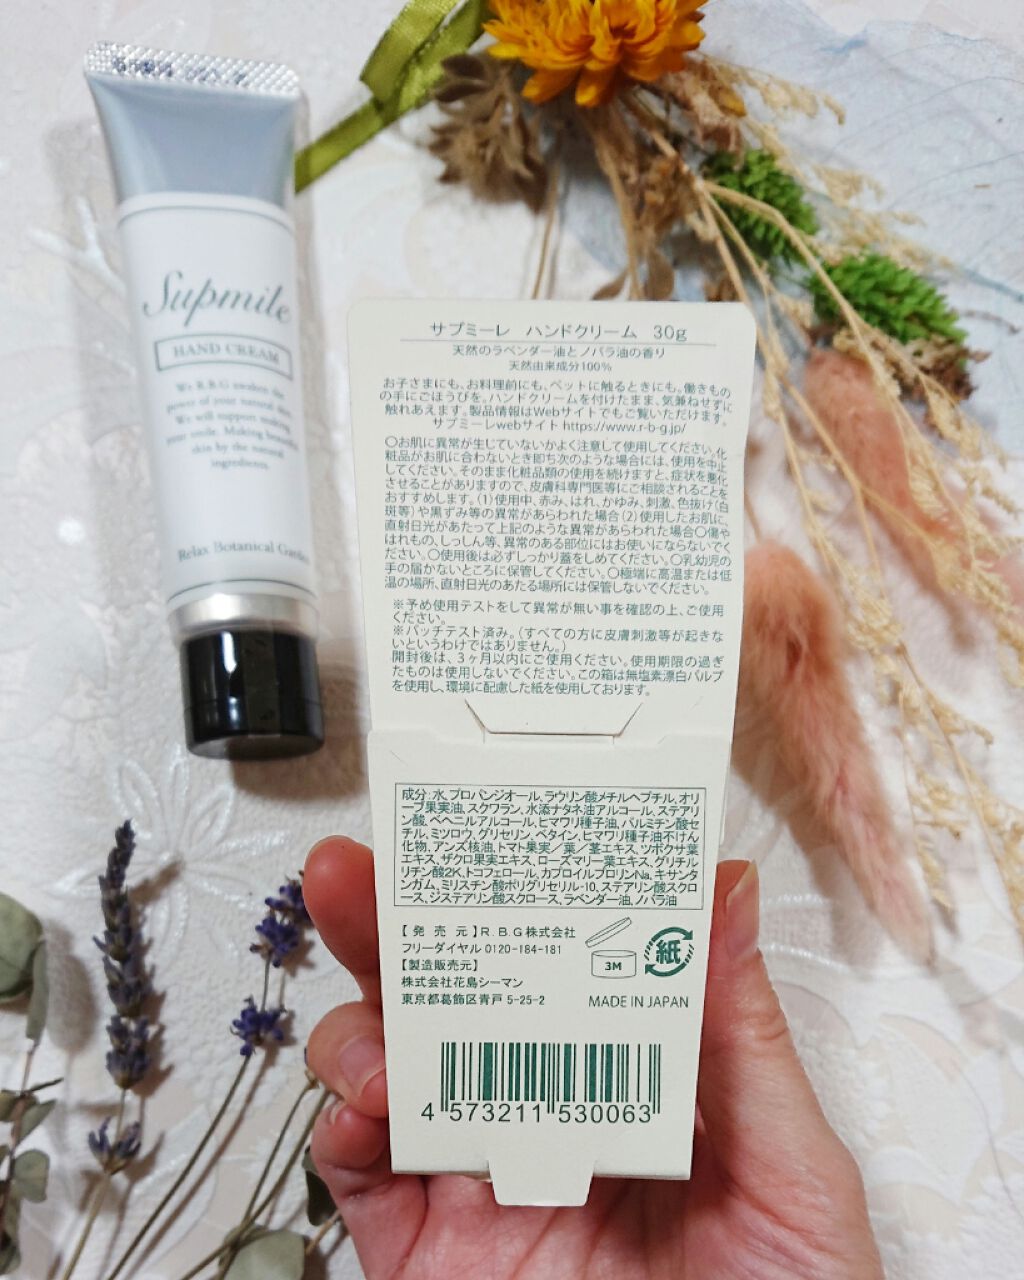 Supmile
HAND CREAM
We R.B.G awaken the
power of your natural skin.
We will support making
your smile. Making beautiful
skin by the natural
ingredients.
Relax Botanical Garden
サプミーレ ハンドクリーム 30g
天然のラベンダー油とノバラ油の香り
天然由来成分100%
お子さまにも、お料理前にも、ペットに触るときにも。働きもの
の手にごほうびを。ハンドクリームを付けたまま、気兼ねせずに
触れあえます。製品情報はWebサイトでもご覧いただけます。
サプミーレwebサイト https://www.r-b-g.jp/
〇お肌に異常が生じていないかよく注意して使用してください。化
粧品がお肌に合わないとき即ち次のような場合には、使用を中止
してください。そのまま化粧品類の使用を続けますと、症状を悪化
させることがありますので、皮膚科専門医等にご相談されることを
おすすめします。(1)使用中、赤み、はれ、かゆみ、刺激、色抜け(白
斑等)や黒ずみ等の異常があらわれた場合(2)使用したお肌に、
直射日光があたって上記のような異常があらわれた場合〇傷や
はれもの、しっしん等、異常のある部位にはお使いにならないでく
ださい。〇使用後は必ずしっかり蓋をしめてください。〇乳幼児の
手の届かないところに保管してください。〇極端に高温または低
温の場所、直射日光のあたる場所には保管しないでください。
※予め使用テストをして異常が無い事を確認の上、ご使用
ください。
※パッチテスト済み。(すべての方に皮膚刺激等が起きな
いというわけではありません。)
開封後は、3ヶ月以内にご使用ください。使用期限の過ぎ
たものは使用しないでください。この箱は無塩素漂白パルプ
を使用し、環境に配慮した紙を使用しております。
成分:水、プロパンジオール、ラウリン酸メチルヘプチル、オリ
ーブ果実油、スクワラン、水添ナタネ油アルコール、ステアリ
ン酸、ベヘニルアルコール、ヒマワリ種子油、パルミチン酸セ
チル、ミツロウ、グリセリン、ベタイン、ヒマワリ種子油不けん
化物、アンズ核油、トマト果実/葉/茎エキス、ツボクサ葉
エキス、ザクロ果実エキス、ローズマリー葉エキス、グリチル
リチン酸2K、トコフェロール、カプロイルプロリンNa、キサンタ
ンガム、ミリスチン酸ポリグリセリル-10、ステアリン酸スクロ
ース、ジステアリン酸スクロース、ラベンダー油、ノバラ油
【発売元】R.B.G株式会社
フリーダイヤル 0120-184-181
【製造販売元】
株式会社花島シーマン
東京都葛飾区青戸 5-25-2
3M
紙
MADE IN JAPAN
4 573211 530063